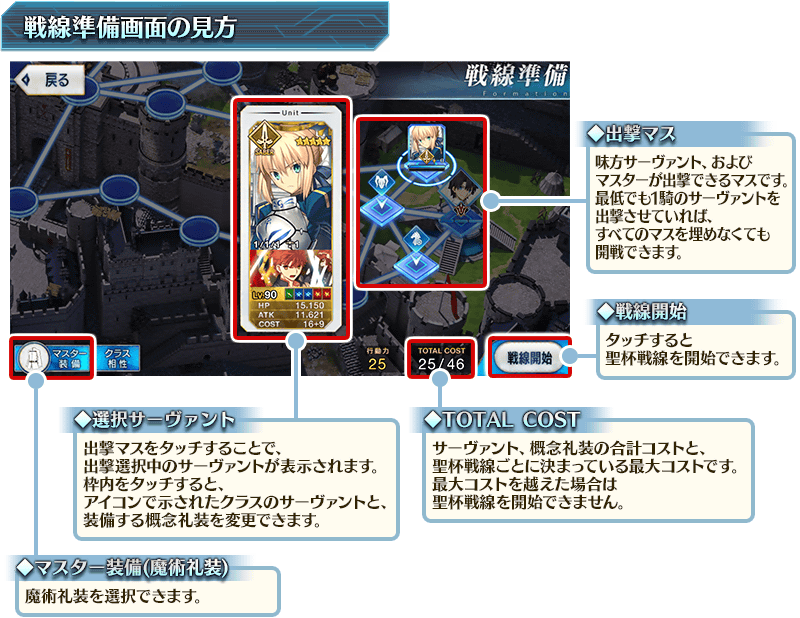 戦線準備画面の見方
戻る
戦線準備
Formation
Unit
SABER
Lv.90
HP 15,150
ATK 11,621
COST 16+9
マスター
装備
クラス
相性
行動力
25
TOTAL COST
25/46
戦線開始
◆出撃マス
味方サーヴァント、および
マスターが出撃できるマスです。
最低でも1騎のサーヴァントを
出撃させていれば、
すべてのマスを埋めなくても
開戦できます。
◆戦線開始
タッチすると
聖杯戦線を開始できます。
◆選択サーヴァント
出撃マスをタッチすることで、
出撃選択中のサーヴァントが表示されます。
枠内をタッチすると、
アイコンで示されたクラスのサーヴァントと、
装備する概念礼装を変更できます。
◆TOTAL COST
サーヴァント、概念礼装の合計コストと、
聖杯戦線ごとに決まっている最大コストです。
最大コストを越えた場合は
聖杯戦線を開始できません。
◆マスター装備(魔術礼装)
魔術礼装を選択できます。